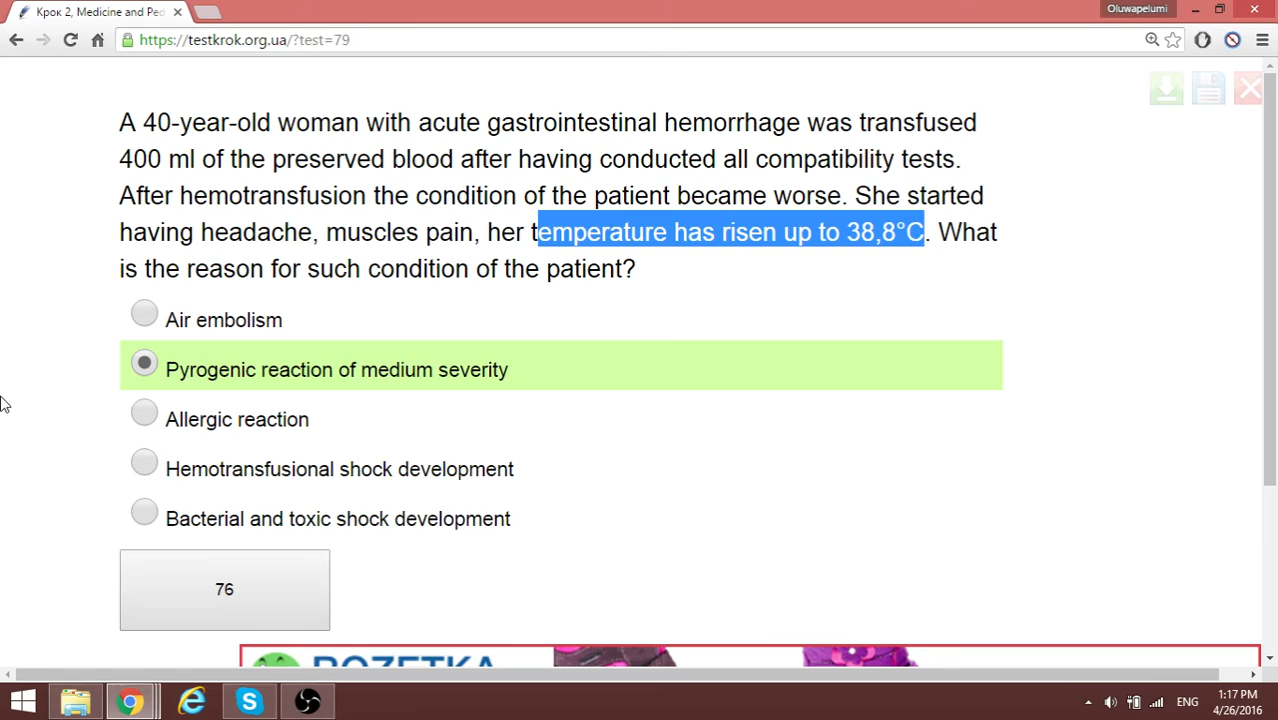 Oluwapelumi
Крок 2, Medicine and Ped
https://testkrok.org.ua/?test=79
A 40-year-old woman with acute gastrointestinal hemorrhage was transfused
400 ml of the preserved blood after having conducted all compatibility tests.
After hemotransfusion the condition of the patient became worse. She started
having headache, muscles pain, her temperature has risen up to 38,8°C. What
is the reason for such condition of the patient?
Air embolism
Pyrogenic reaction of medium severity
Allergic reaction
Hemotransfusional shock development
Bacterial and toxic shock development
76
ROZETKA
ENG
1:17 PM
4/26/2016